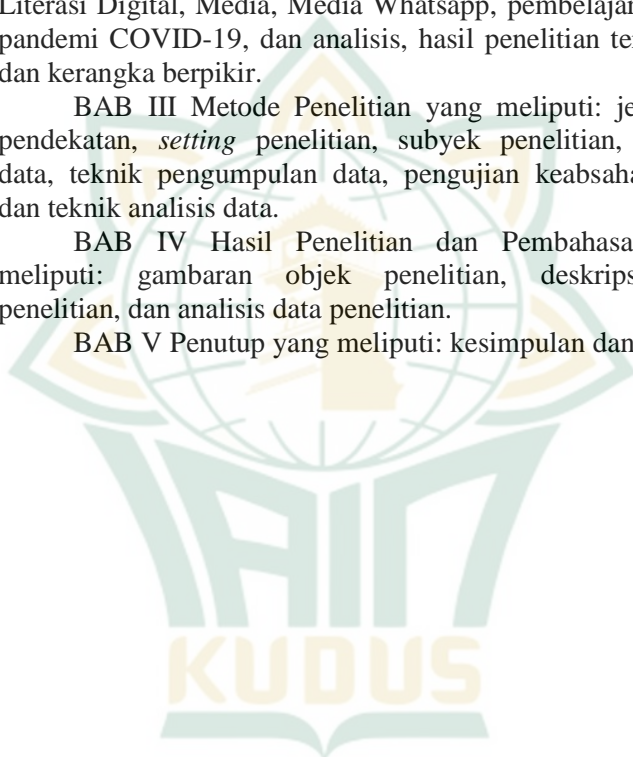 Literasi Digital, Media, Media Whatsapp, pembelajar
pandemi COVID-19, dan analisis, hasil penelitian te
dan kerangka berpikir.
BAB III Metode Penelitian yang meliputi: je
pendekatan, setting penelitian, subyek penelitian,
data, teknik pengumpulan data, pengujian keabsaha
dan teknik analisis data.
BAB IV Hasil Penelitian dan Pembahasa
meliputi: gambaran objek penelitian, deskrips
penelitian, dan analisis data penelitian.
BAB V Penutup yang meliputi: kesimpulan dan
IAIN
KUDUS